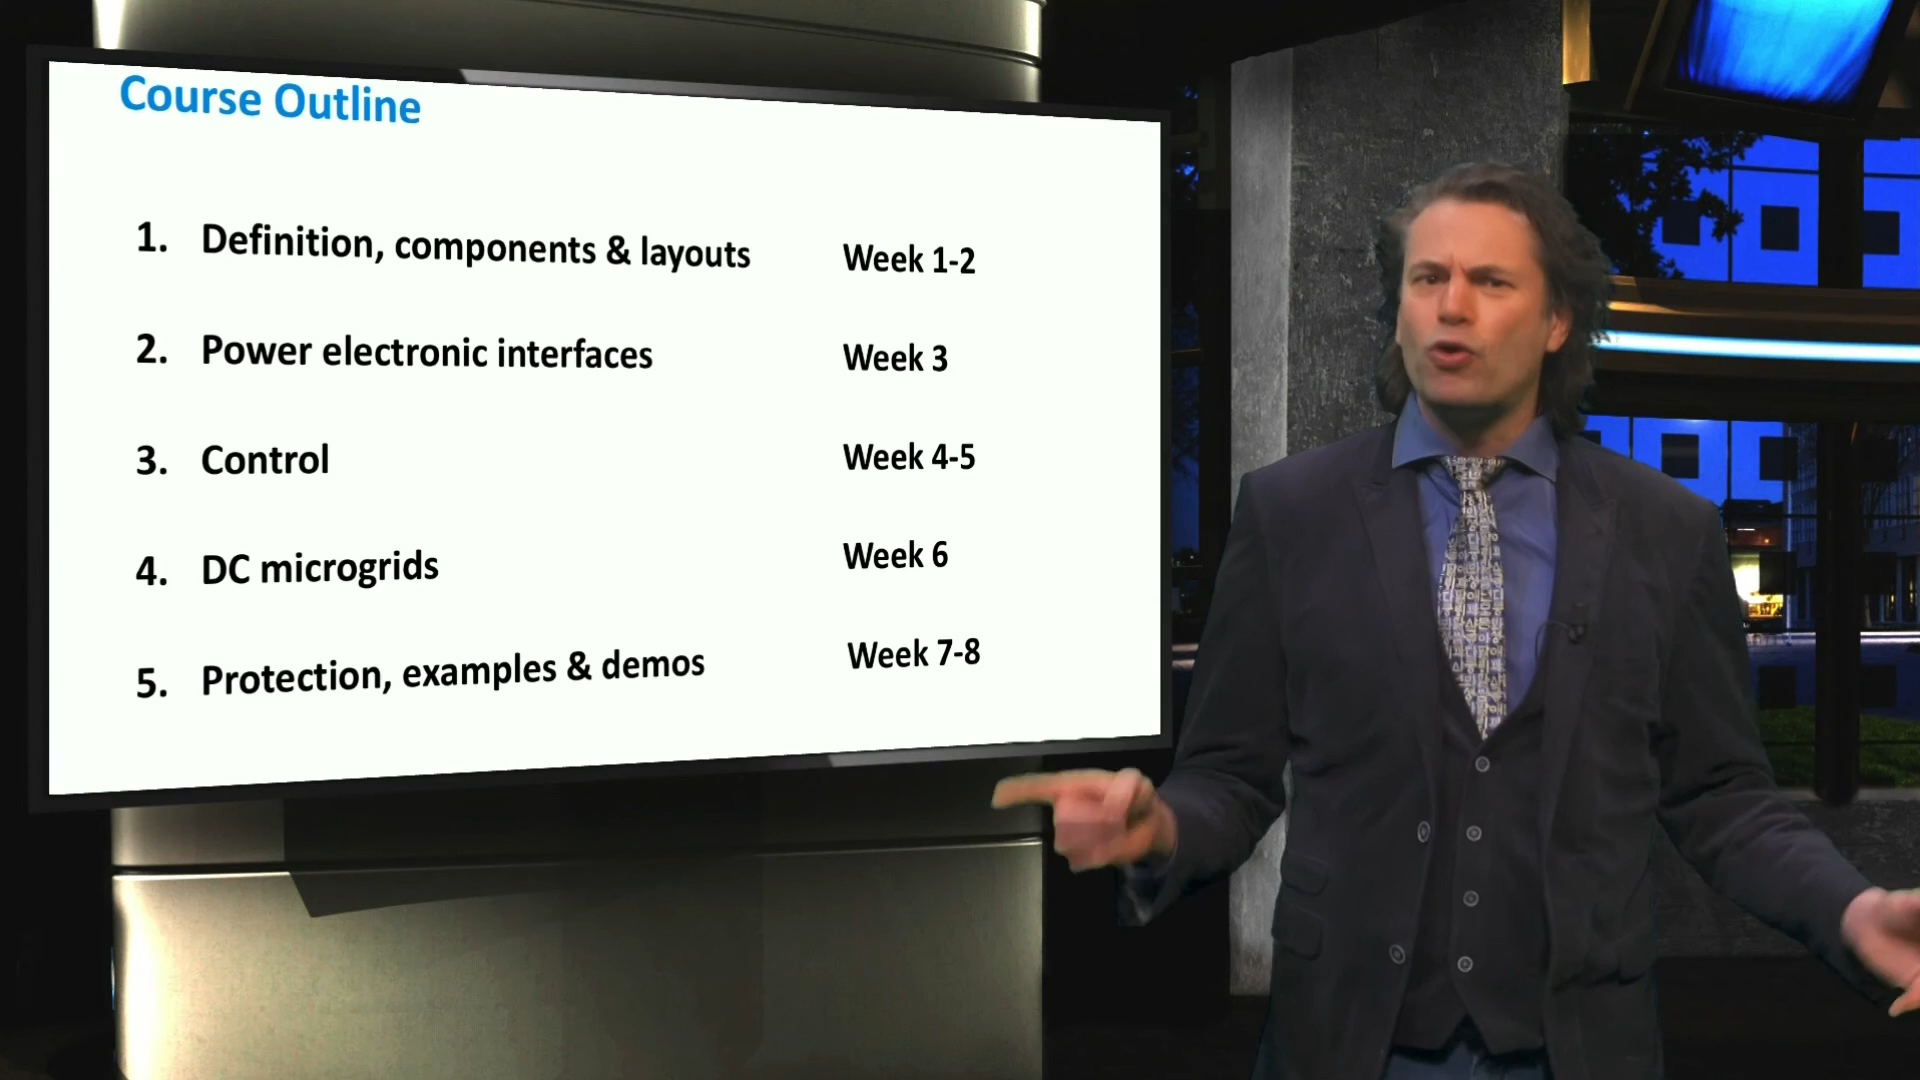 Course Outline
1. Definition, components & layouts Week 1-2
2. Power electronic interfaces Week 3
3. Control Week 4-5
4. DC microgrids Week 6
5. Protection, examples & demos Week 7-8